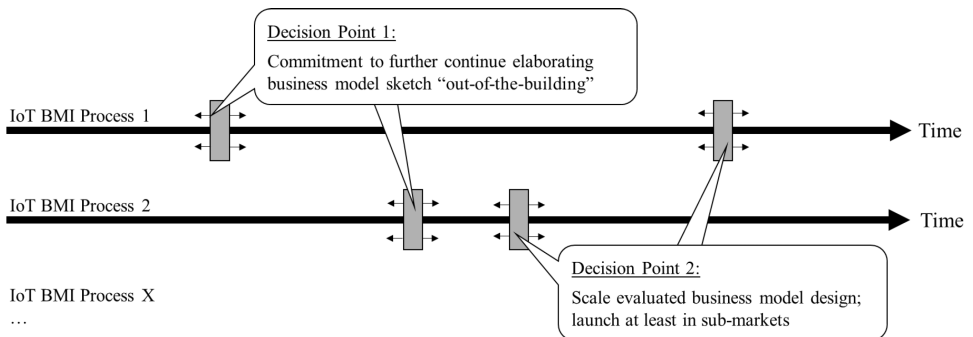 Decision Point 1:
Commitment to further continue elaborating
business model sketch “out-of-the-building”
IoT BMI Process 1
Time
IoT BMI Process 2
Time
Decision Point 2:
Scale evaluated business model design;
launch at least in sub-markets
IoT BMI Process X
…